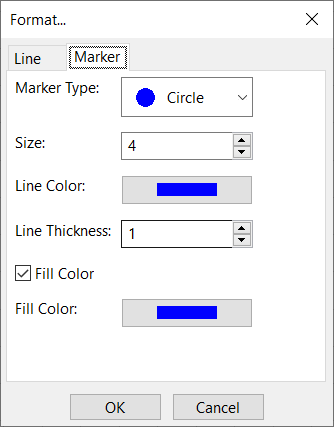 Format...
Line Marker
Marker Type: Circle
Size: 4
Line Color:
Line Thickness: 1
Fill Color
Fill Color:
OK Cancel